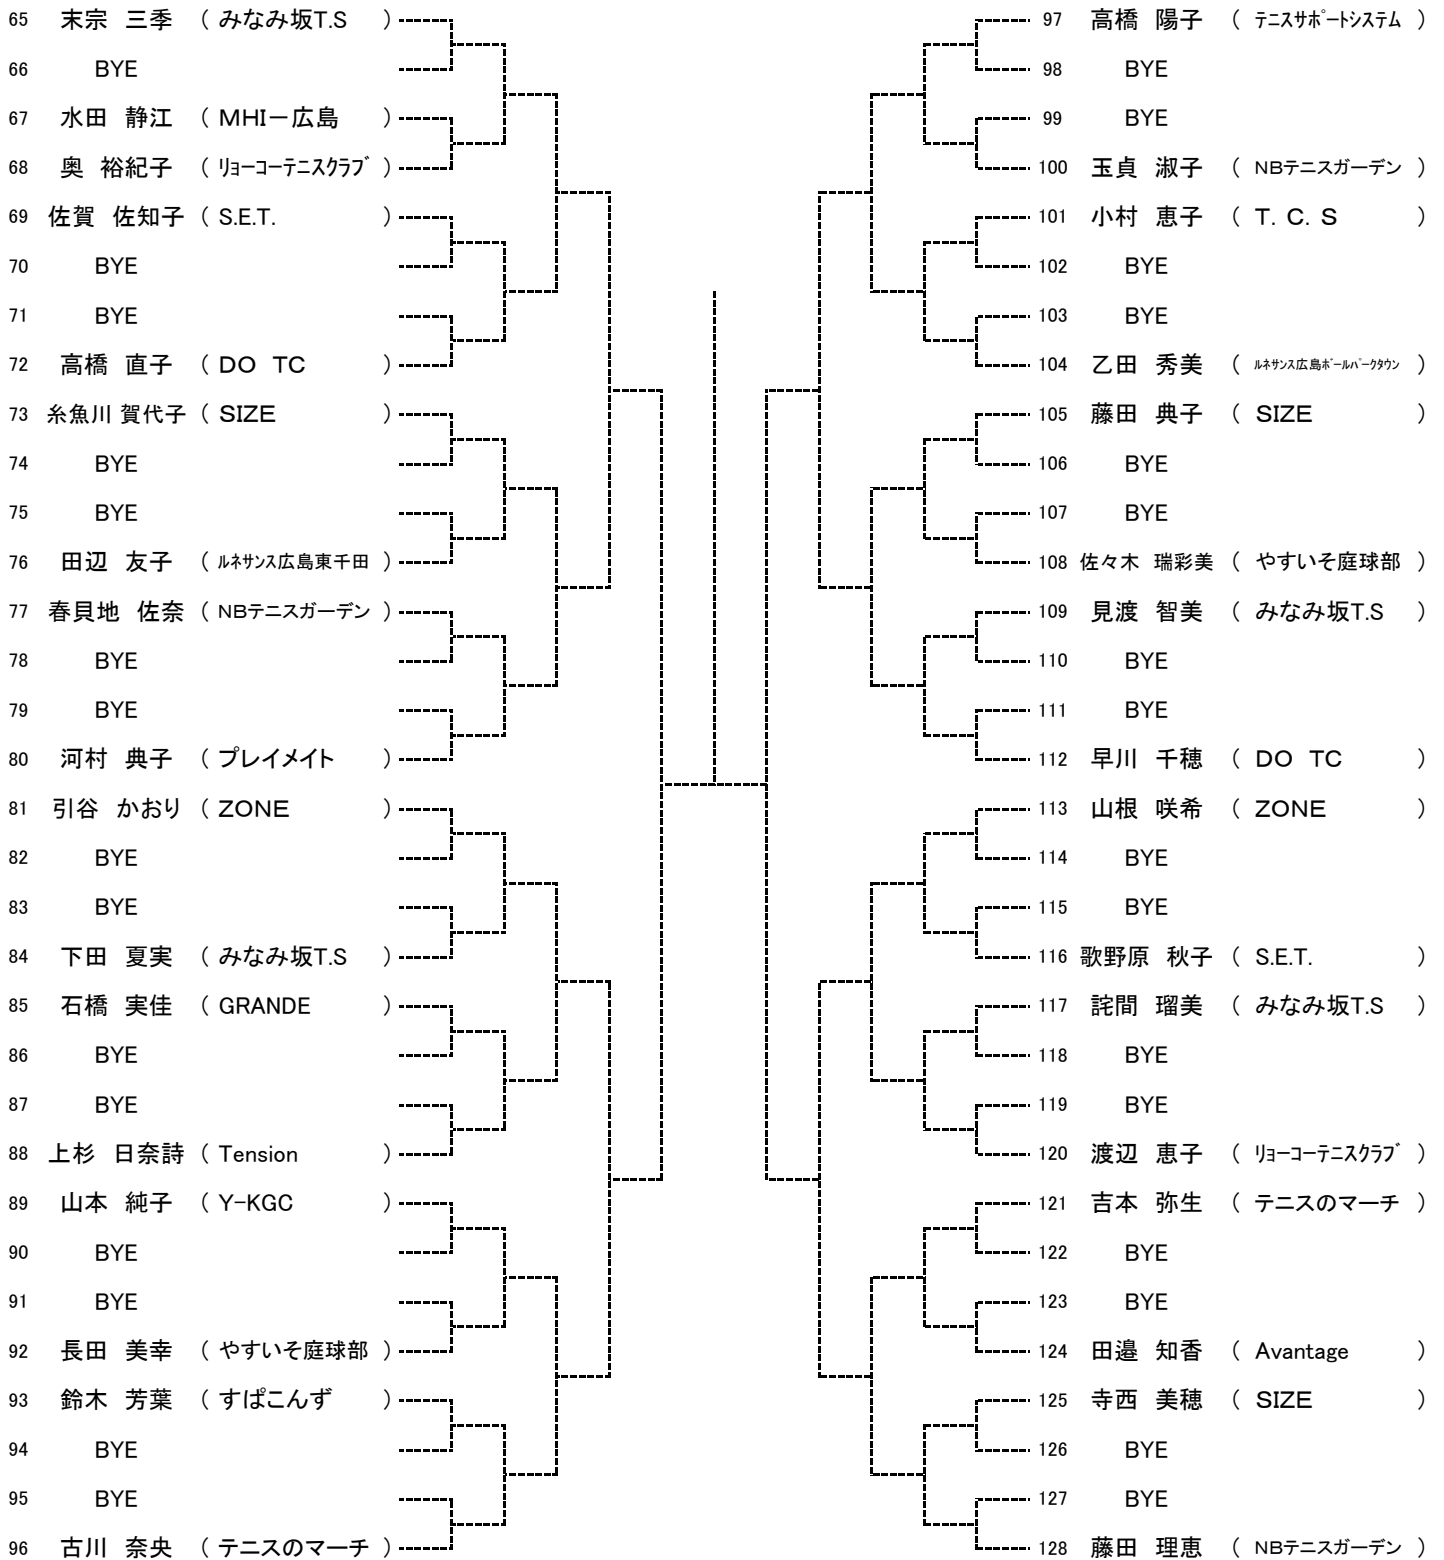 65 末宗 三季 ( みなみ坂T.S )
66 BYE
67 水田 静江 ( MHI－広島 )
68 奥 裕紀子 ( ﾘｮｰｺｰﾃﾆｽｸﾗﾌﾞ )
69 佐賀 佐知子 ( S.E.T. )
70 BYE
71 BYE
72 高橋 直子 ( DO TC )
73 糸魚川 賀代子 ( SIZE )
74 BYE
75 BYE
76 田辺 友子 ( ﾙﾈｻﾝｽ広島東千田 )
77 春貝地 佐奈 ( NBテニスガーデン )
78 BYE
79 BYE
80 河村 典子 ( プレイメイト )
81 引谷 かおり ( ZONE )
82 BYE
83 BYE
84 下田 夏実 ( みなみ坂T.S )
85 石橋 実佳 ( GRANDE )
86 BYE
87 BYE
88 上杉 日奈詩 ( Tension )
89 山本 純子 ( Y-KGC )
90 BYE
91 BYE
92 長田 美幸 ( やすいそ庭球部 )
93 鈴木 芳葉 ( すぱこんず )
94 BYE
95 BYE
96 古川 奈央 ( テニスのマーチ )
97 高橋 陽子 ( ﾃﾆｽｻﾎﾟｰﾄｼｽﾃﾑ )
98 BYE
99 BYE
100 玉貞 淑子 ( NBテニスガーデン )
101 小村 恵子 ( T. C. S )
102 BYE
103 BYE
104 乙田 秀美 ( ﾙﾈｻﾝｽ広島ﾎﾞｰﾙﾊﾟｰｸﾀｳﾝ )
105 藤田 典子 ( SIZE )
106 BYE
107 BYE
108 佐々木 瑞彩美 ( やすいそ庭球部 )
109 見渡 智美 ( みなみ坂T.S )
110 BYE
111 BYE
112 早川 千穂 ( DO TC )
113 山根 咲希 ( ZONE )
114 BYE
115 BYE
116 歌野原 秋子 ( S.E.T. )
117 詫間 瑠美 ( みなみ坂T.S )
118 BYE
119 BYE
120 渡辺 恵子 ( ﾘｮｰｺｰﾃﾆｽｸﾗﾌﾞ )
121 吉本 弥生 ( テニスのマーチ )
122 BYE
123 BYE
124 田邉 知香 ( Avantage )
125 寺西 美穂 ( SIZE )
126 BYE
127 BYE
128 藤田 理恵 ( NBテニスガーデン )